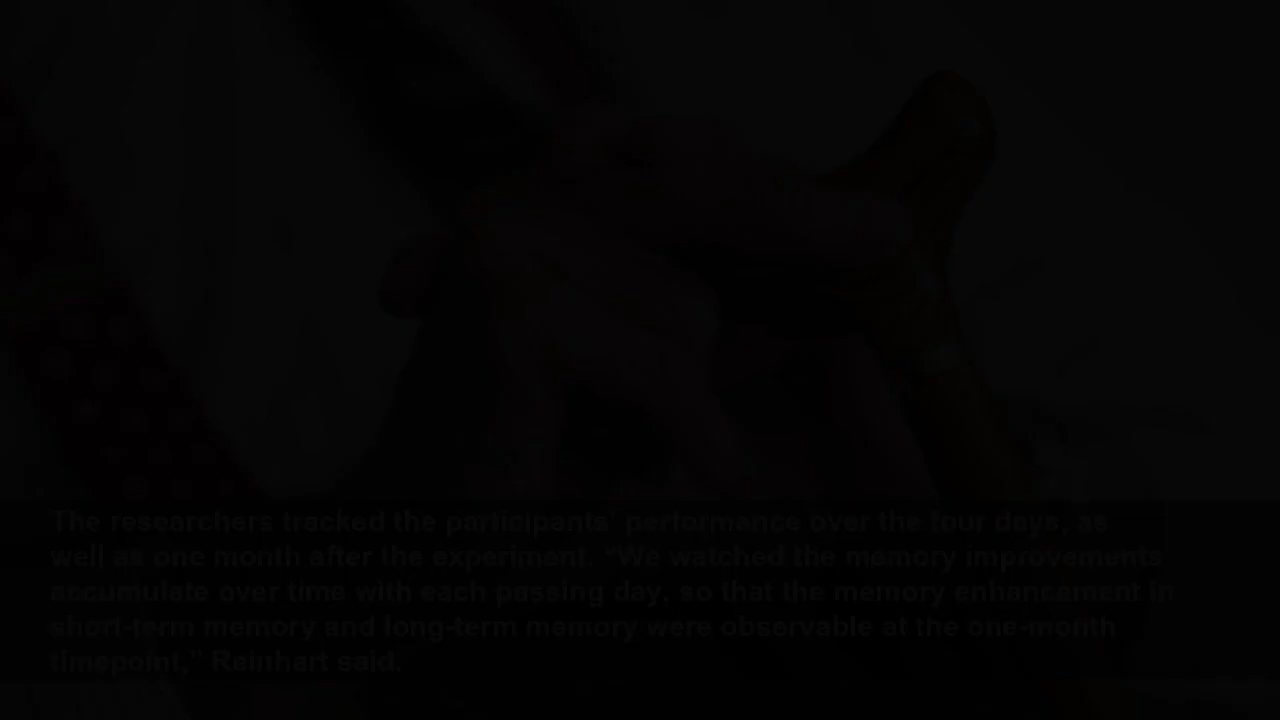 The researchers tracked the participants' performance over the four days, as
well as one month after the experiment. "We watched the memory improvements
accumulate over time with each passing day, so that the memory enhancement in
short-term memory and long-term memory were observable at the one-month
timepoint," Reinhart said.